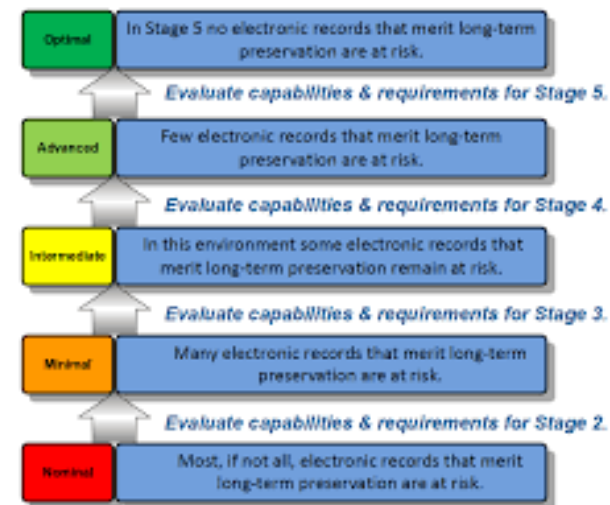 Optimal
In Stage 5 no electronic records that merit long-term
preservation are at risk.
Evaluate capabilities & requirements for Stage 5.
Advanced
Few electronic records that merit long-term
preservation are at risk.
Evaluate capabilities & requirements for Stage 4.
Intermediate
In this environment some electronic records that
merit long-term preservation remain at risk.
Evaluate capabilities & requirements for Stage 3.
Minimal
Many electronic records that merit long-term
preservation are at risk.
Evaluate capabilities & requirements for Stage 2.
Nominal
Most, if not all, electronic records that merit
long-term preservation are at risk.